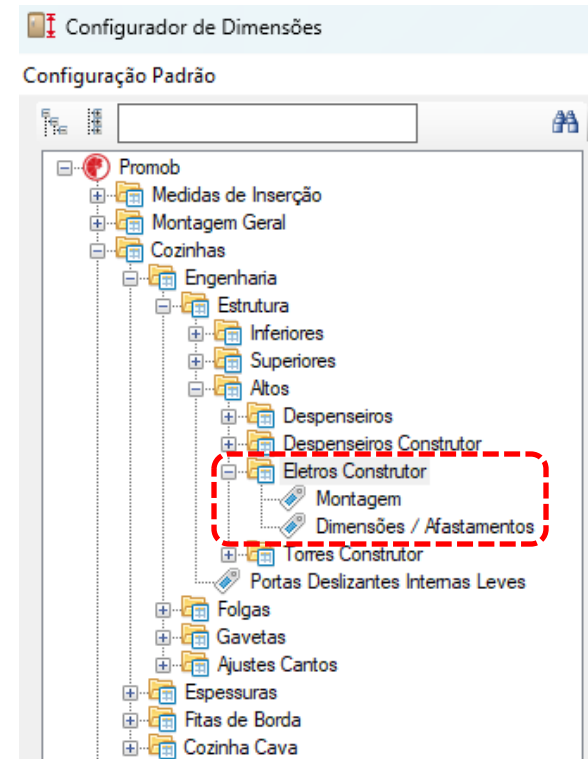 Configurador de Dimensões
Configuração Padrão
Promob
Medidas de Inserção
Montagem Geral
Cozinhas
Engenharia
Estrutura
Inferiores
Superiores
Altos
Despenseiros
Despenseiros Construtor
Eletros Construtor
Montagem
Dimensões / Afastamentos
Torres Construtor
Portas Deslizantes Internas Leves
Folgas
Gavetas
Ajustes Cantos
Espessuras
Fitas de Borda
Cozinha Cava